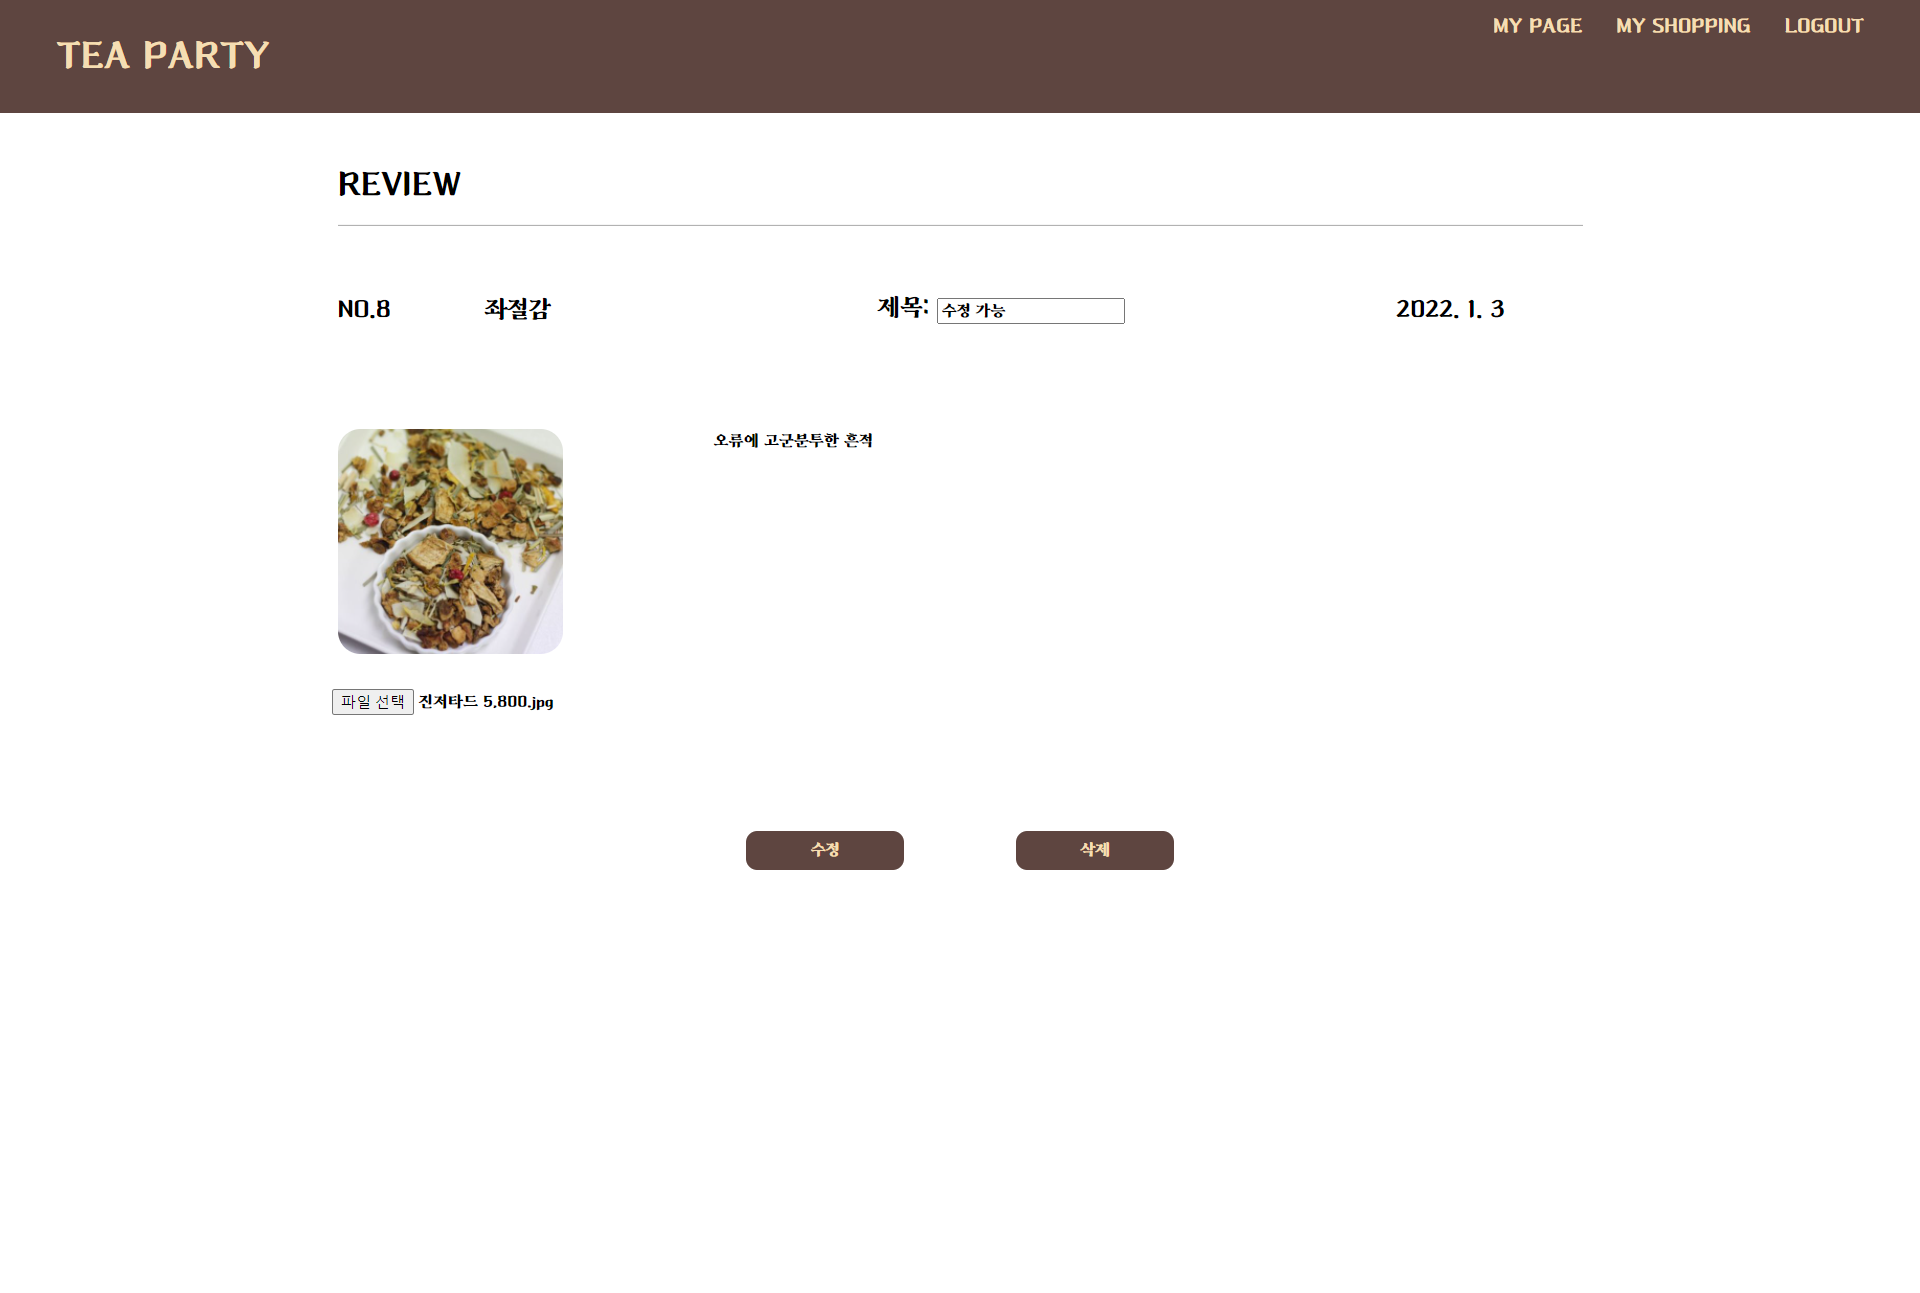 TEA PARTY
MY PAGE MY SHOPPING LOGOUT
REVIEW
NO.8 좌절감 제목: 수정 가능 2022. 1. 3
오류에 고군분투한 흔적
파일 선택 진저타드 5,800.jpg
수정 삭제